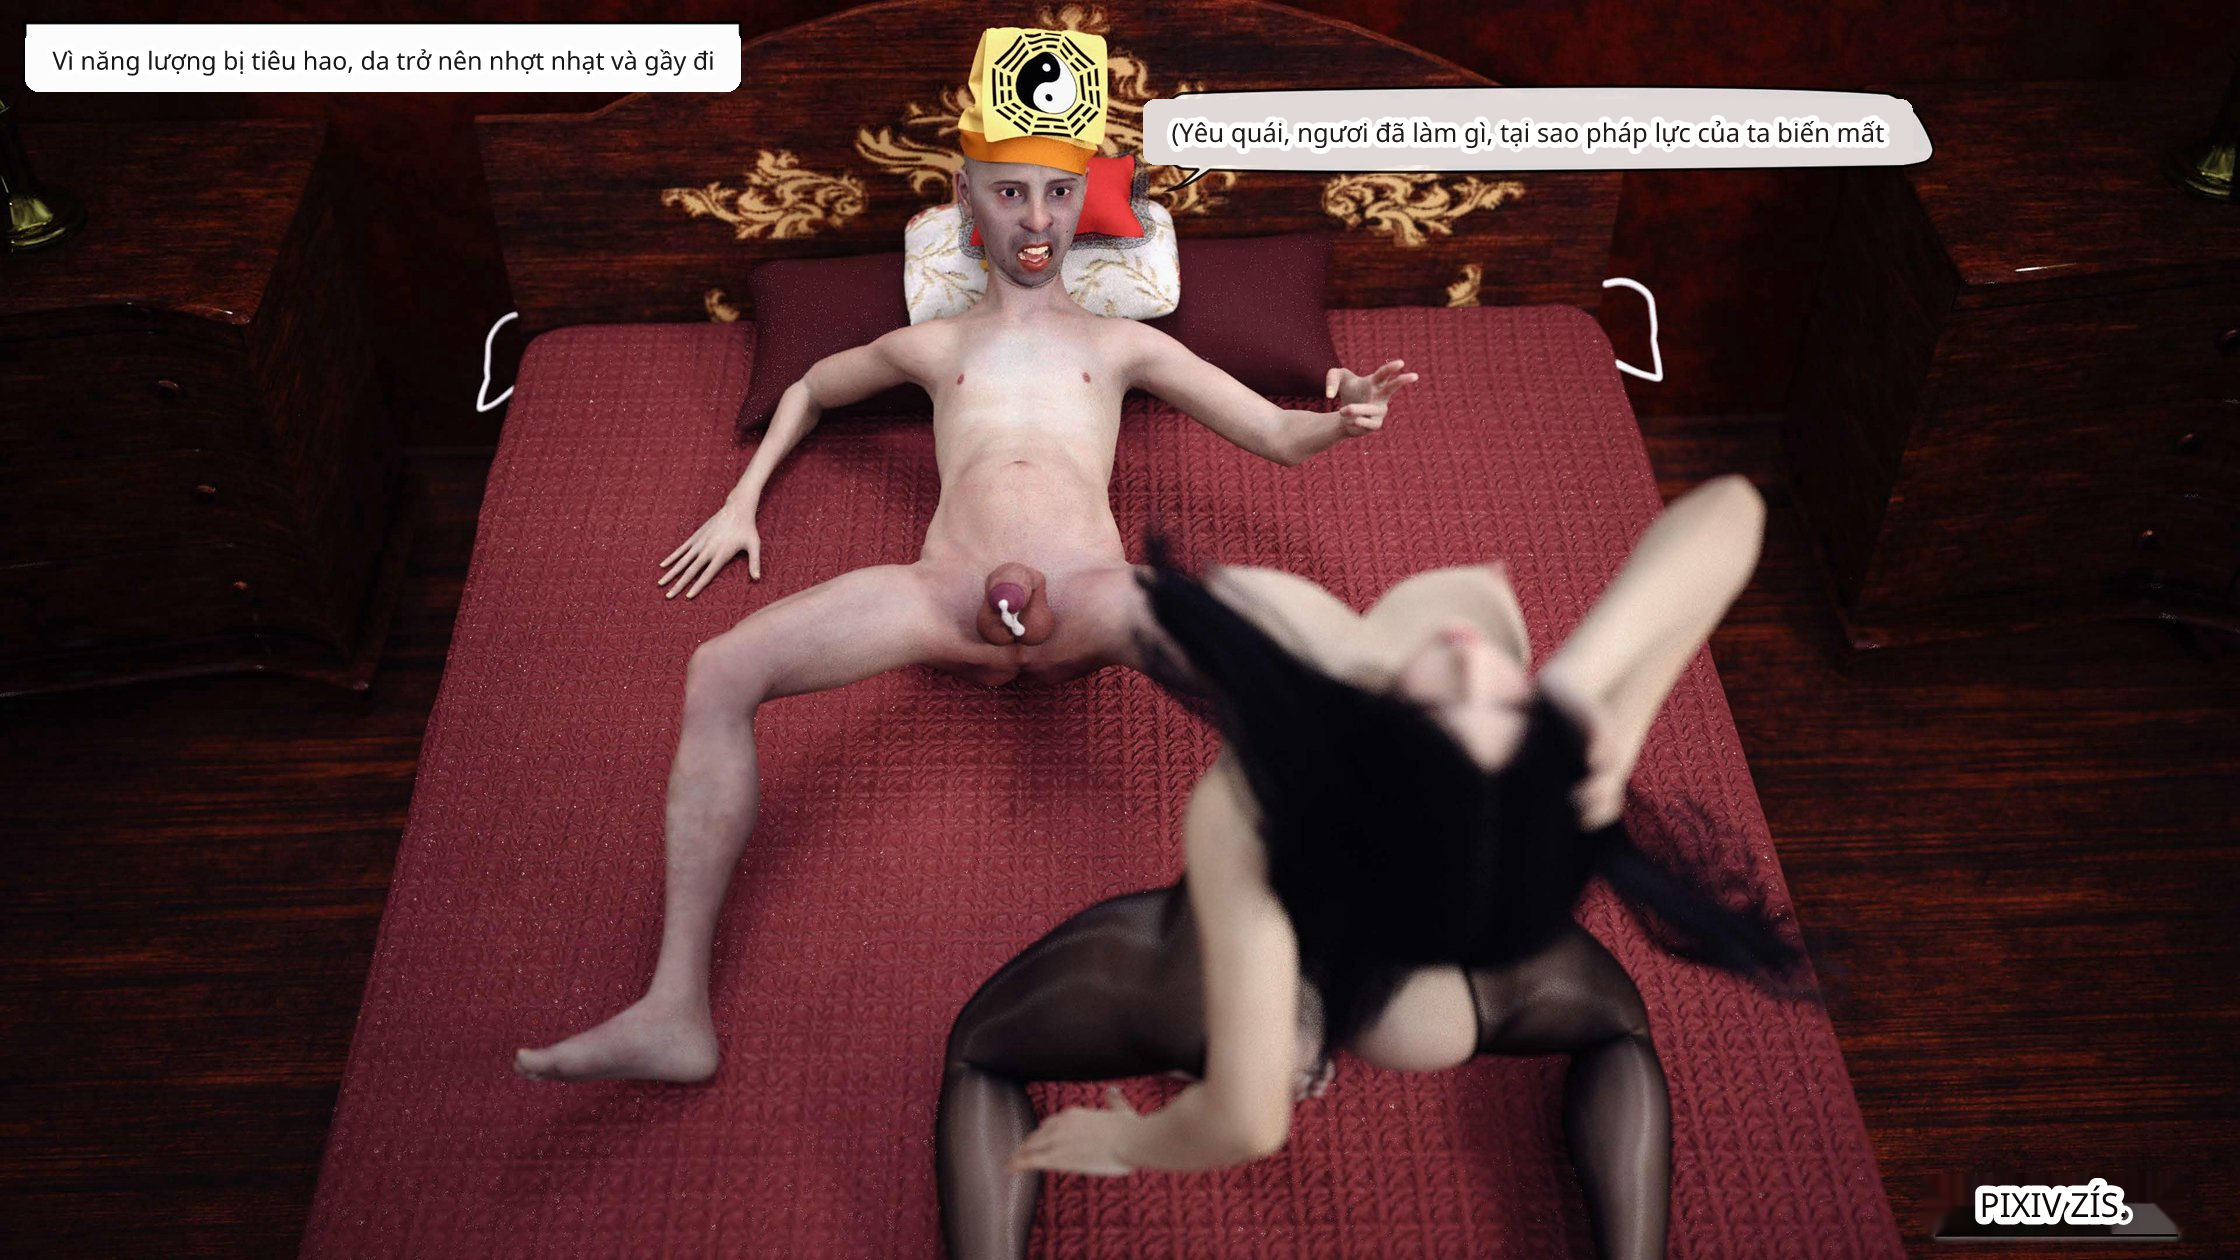 Vì năng lượng bị tiêu hao, da trở nên nhợt nhạt và gầy đi
(Yêu quái, ngươi đã làm gì, tại sao pháp lực của ta biến mất
PIXIV ZÍS,